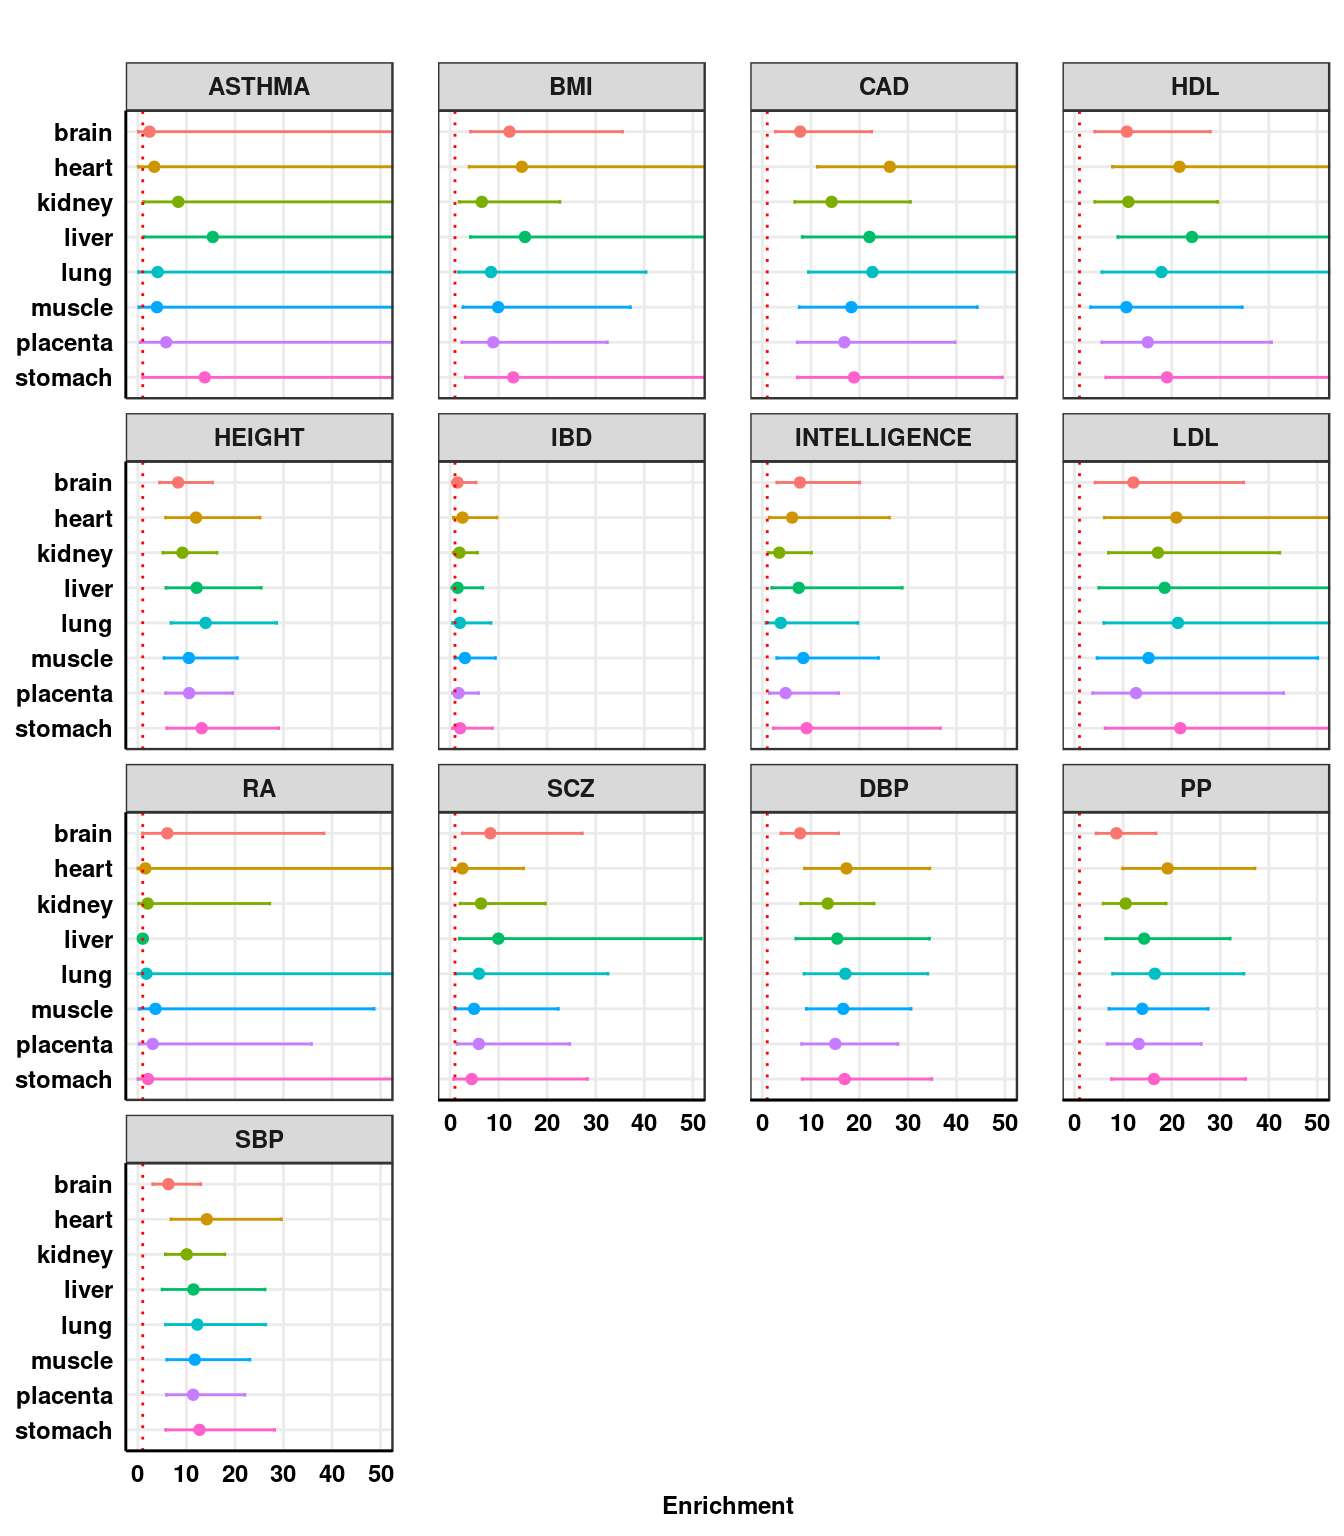 ASTHMA BMI CAD HDL
brain
heart
kidney
liver
lung
muscle
placenta
stomach
HEIGHT IBD INTELLIGENCE LDL
brain
heart
kidney
liver
lung
muscle
placenta
stomach
RA SCZ DBP PP
brain
heart
kidney
liver
lung
muscle
placenta
stomach
0 10 20 30 40 50 0 10 20 30 40 50 0 10 20 30 40 50
SBP
brain
heart
kidney
liver
lung
muscle
placenta
stomach
0 10 20 30 40 50
Enrichment